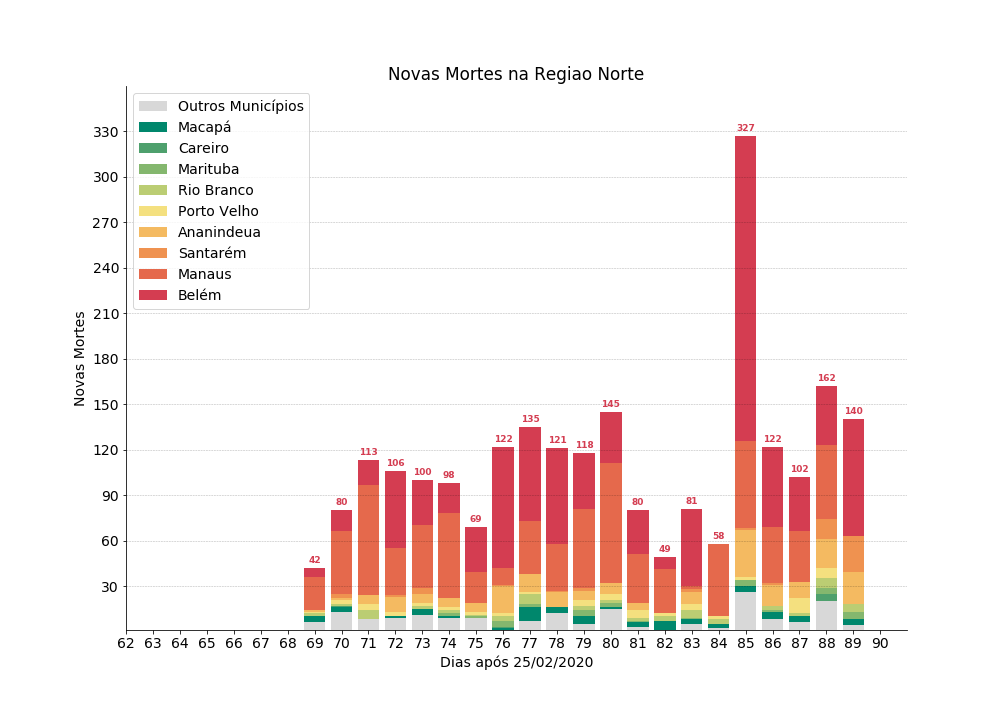 Novas Mortes na Regiao Norte
Outros Municípios
Macapá
Careiro
Marituba
Rio Branco
Porto Velho
Ananindeua
Santarém
Manaus
Belém
Novas Mortes
330
300
270
240
210
180
150
120
90
60
30
42
80
113
106
100
98
69
122
135
121
118
145
80
49
81
58
327
122
102
162
140
62 63 64 65 66 67 68 69 70 71 72 73 74 75 76 77 78 79 80 81 82 83 84 85 86 87 88 89 90
Dias após 25/02/2020